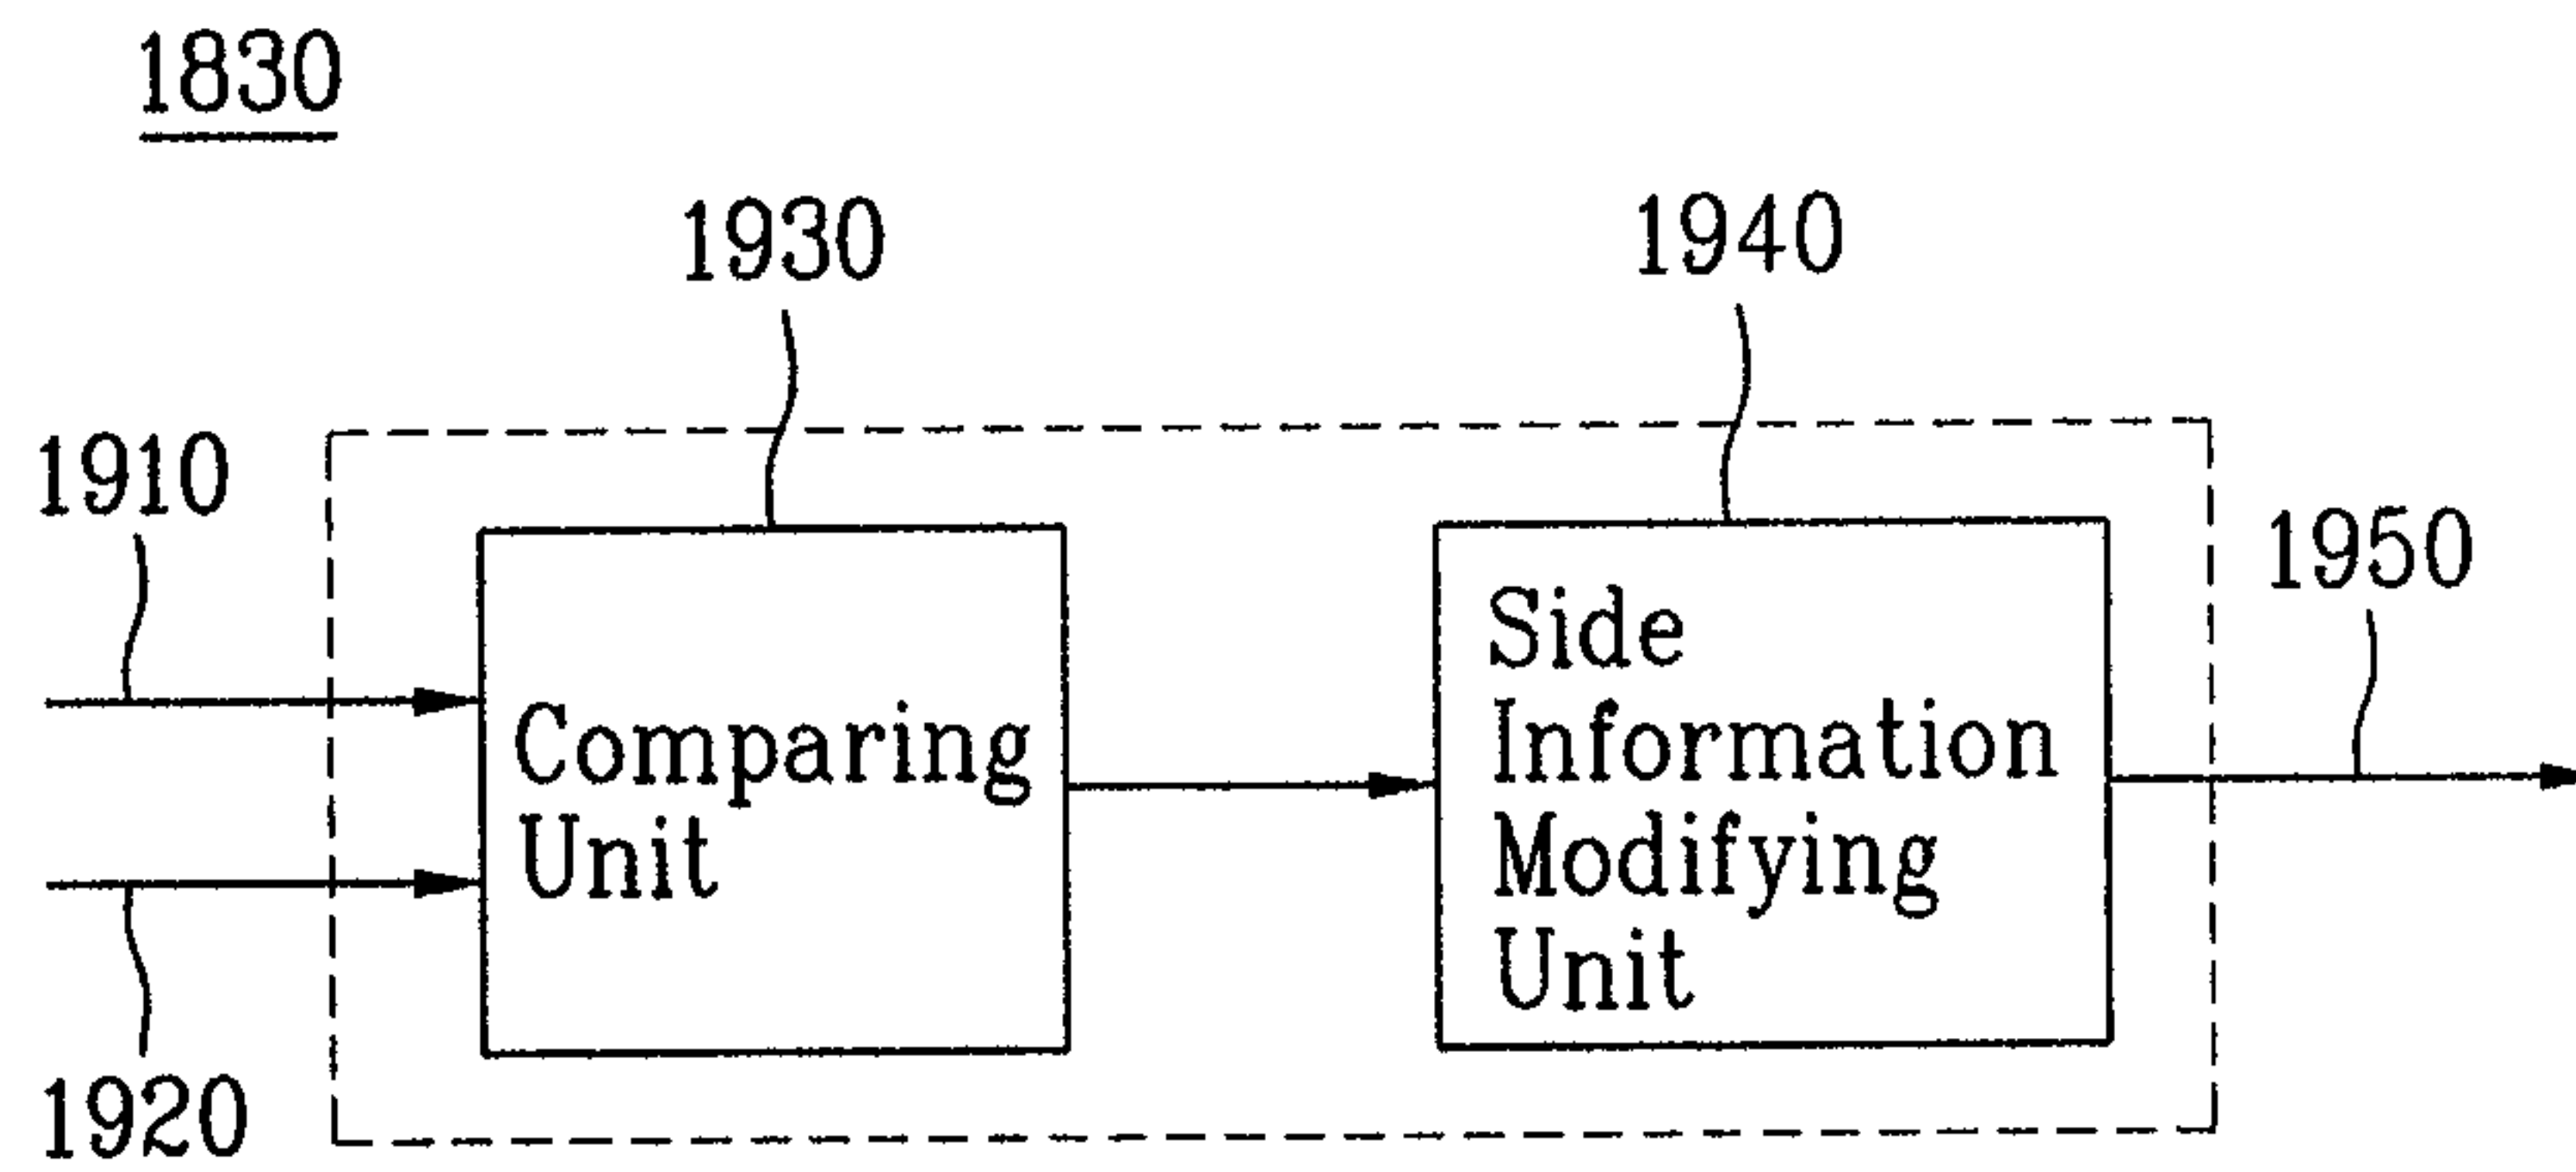 1830
1930
1940
1910
1950
Comparing
Unit
Side
Information
Modifying
Unit
1920